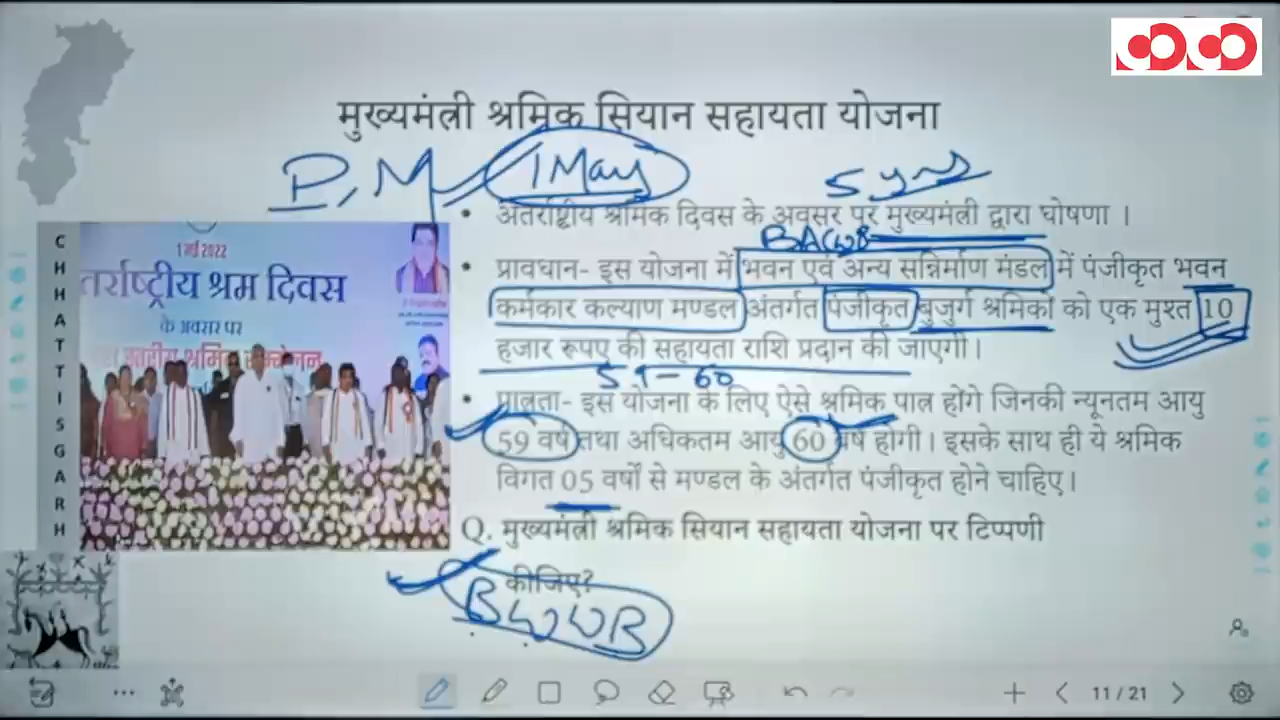 मुख्यमंत्री श्रमिक सियान सहायता योजना
P, M
1 May
5 yrs
अंतर्राष्ट्रीय श्रमिक दिवस के अवसर पर मुख्यमंत्री द्वारा घोषणा ।
प्रावधान- इस योजना में भवन एवं अन्य सन्निर्माण मंडल में पंजीकृत भवन
कर्मकार कल्याण मण्डल अंतर्गत पंजीकृत बुजुर्ग श्रमिकों को एक मुश्त 10
हजार रूपए की सहायता राशि प्रदान की जाएगी।
59-60
पात्रता- इस योजना के लिए ऐसे श्रमिक पात्र होंगे जिनकी न्यूनतम आयु
59 वर्ष तथा अधिकतम आयु 60 वर्ष होगी। इसके साथ ही ये श्रमिक
विगत 05 वर्षों से मण्डल के अंतर्गत पंजीकृत होने चाहिए।
Q. मुख्यमंत्री श्रमिक सियान सहायता योजना पर टिप्पणी
कीजिए?
CHHATTISGARH
1 मई 2022
तर्राष्ट्रीय श्रम दिवस
के अवसर पर
11/21